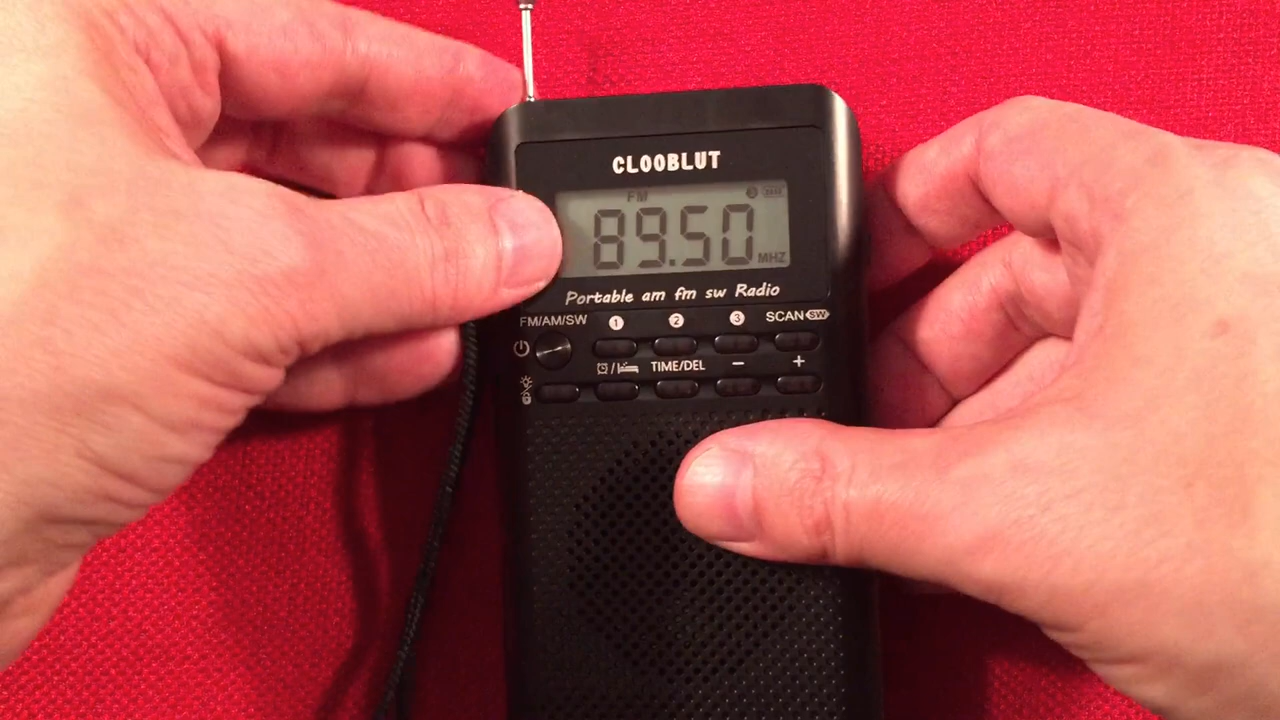 CLOOBLUT
FM
89.50 MHZ
Portable am fm sw Radio
FM/AM/SW 1 2 3 SCAN SW
TIME/DEL − +